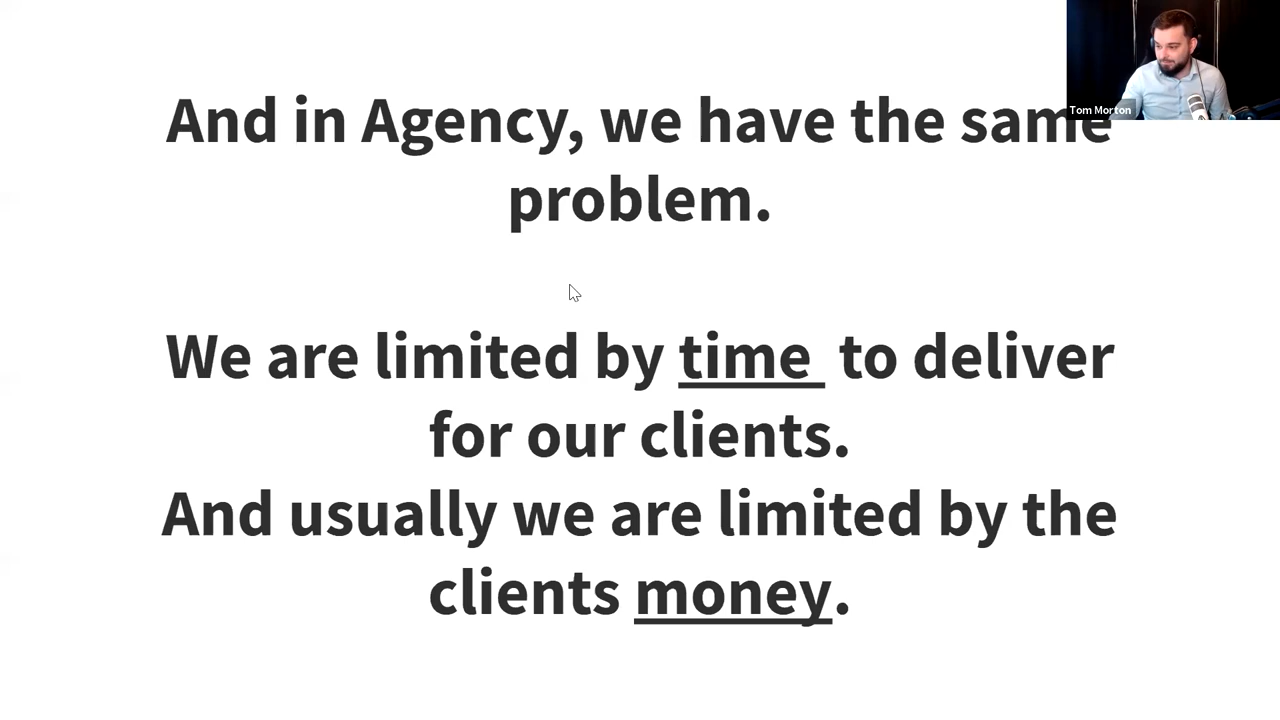 And in Agency, we have the same
problem.
We are limited by time to deliver
for our clients.
And usually we are limited by the
clients money.
Tom Morton